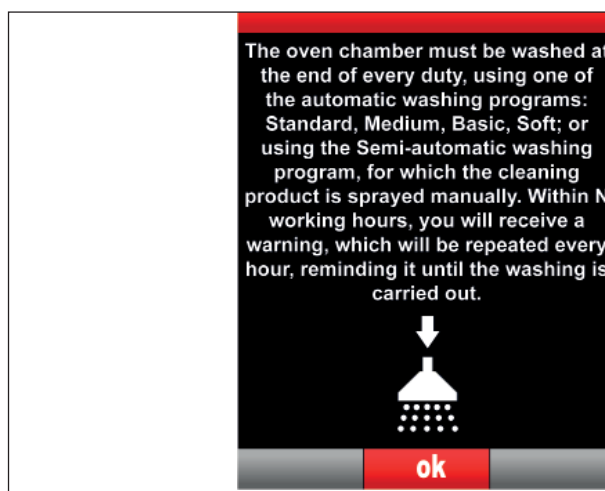 The oven chamber must be washed at
the end of every duty, using one of
the automatic washing programs:
Standard, Medium, Basic, Soft; or
using the Semi-automatic washing
program, for which the cleaning
product is sprayed manually. Within N
working hours, you will receive a
warning, which will be repeated every
hour, reminding it until the washing is
carried out.
ok